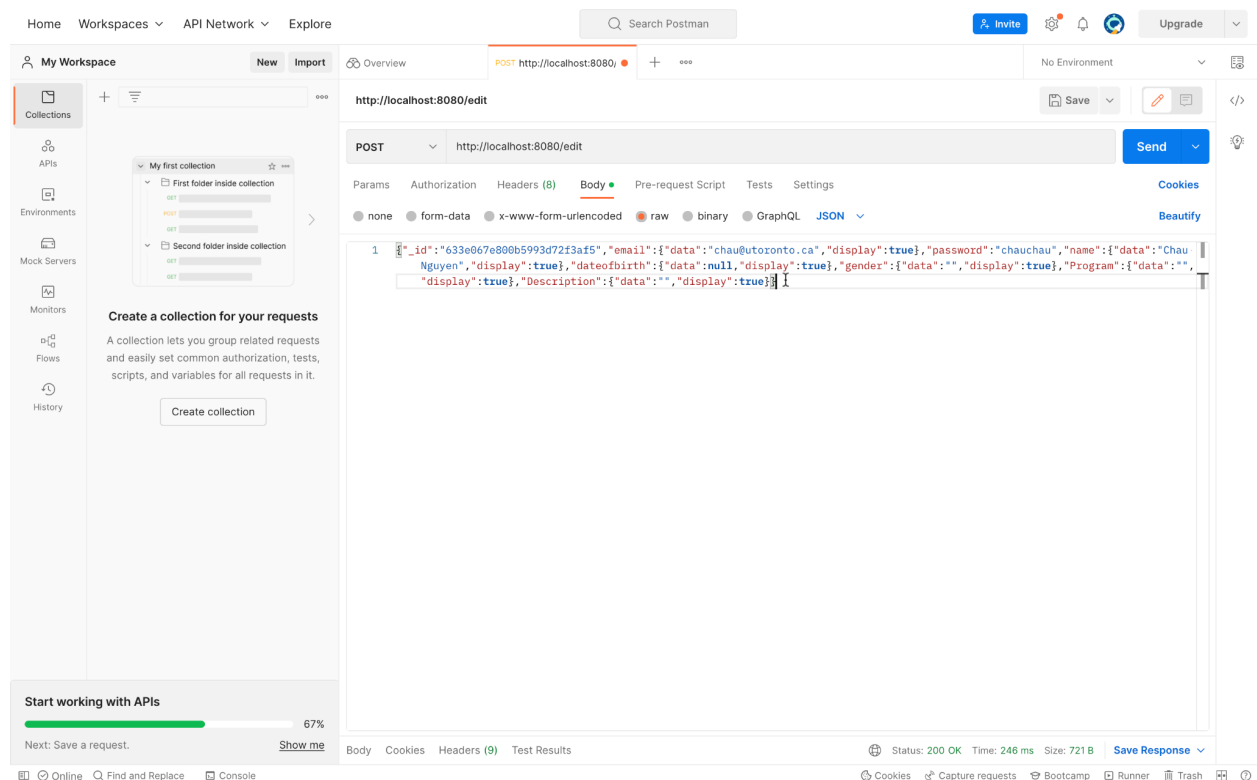 Home Workspaces API Network Explore Search Postman Invite Upgrade
My Workspace New Import Overview POST http://localhost:8080/ No Environment
Collections
APIs
Environments
Mock Servers
Monitors
Flows
History
My first collection
First folder inside collection
GET
POST
GET
Second folder inside collection
GET
GET
Create a collection for your requests
A collection lets you group related requests
and easily set common authorization, tests,
scripts, and variables for all requests in it.
Create collection
Start working with APIs
67%
Next: Save a request. Show me
http://localhost:8080/edit Save
POST http://localhost:8080/edit Send
Params Authorization Headers (8) Body Pre-request Script Tests Settings Cookies
none form-data x-www-form-urlencoded raw binary GraphQL JSON Beautify
1 {"_id":"633e067e800b5993d72f3af5","email":{"data":"chau@utoronto.ca","display":true},"password":"chauchau","name":{"data":"Chau
Nguyen","display":true},"dateofbirth":{"data":null,"display":true},"gender":{"data":"","display":true},"Program":{"data":"",
"display":true},"Description":{"data":"","display":true}}
Body Cookies Headers (9) Test Results Status: 200 OK Time: 246 ms Size: 721 B Save Response
Online Find and Replace Console Cookies Capture requests Bootcamp Runner Trash